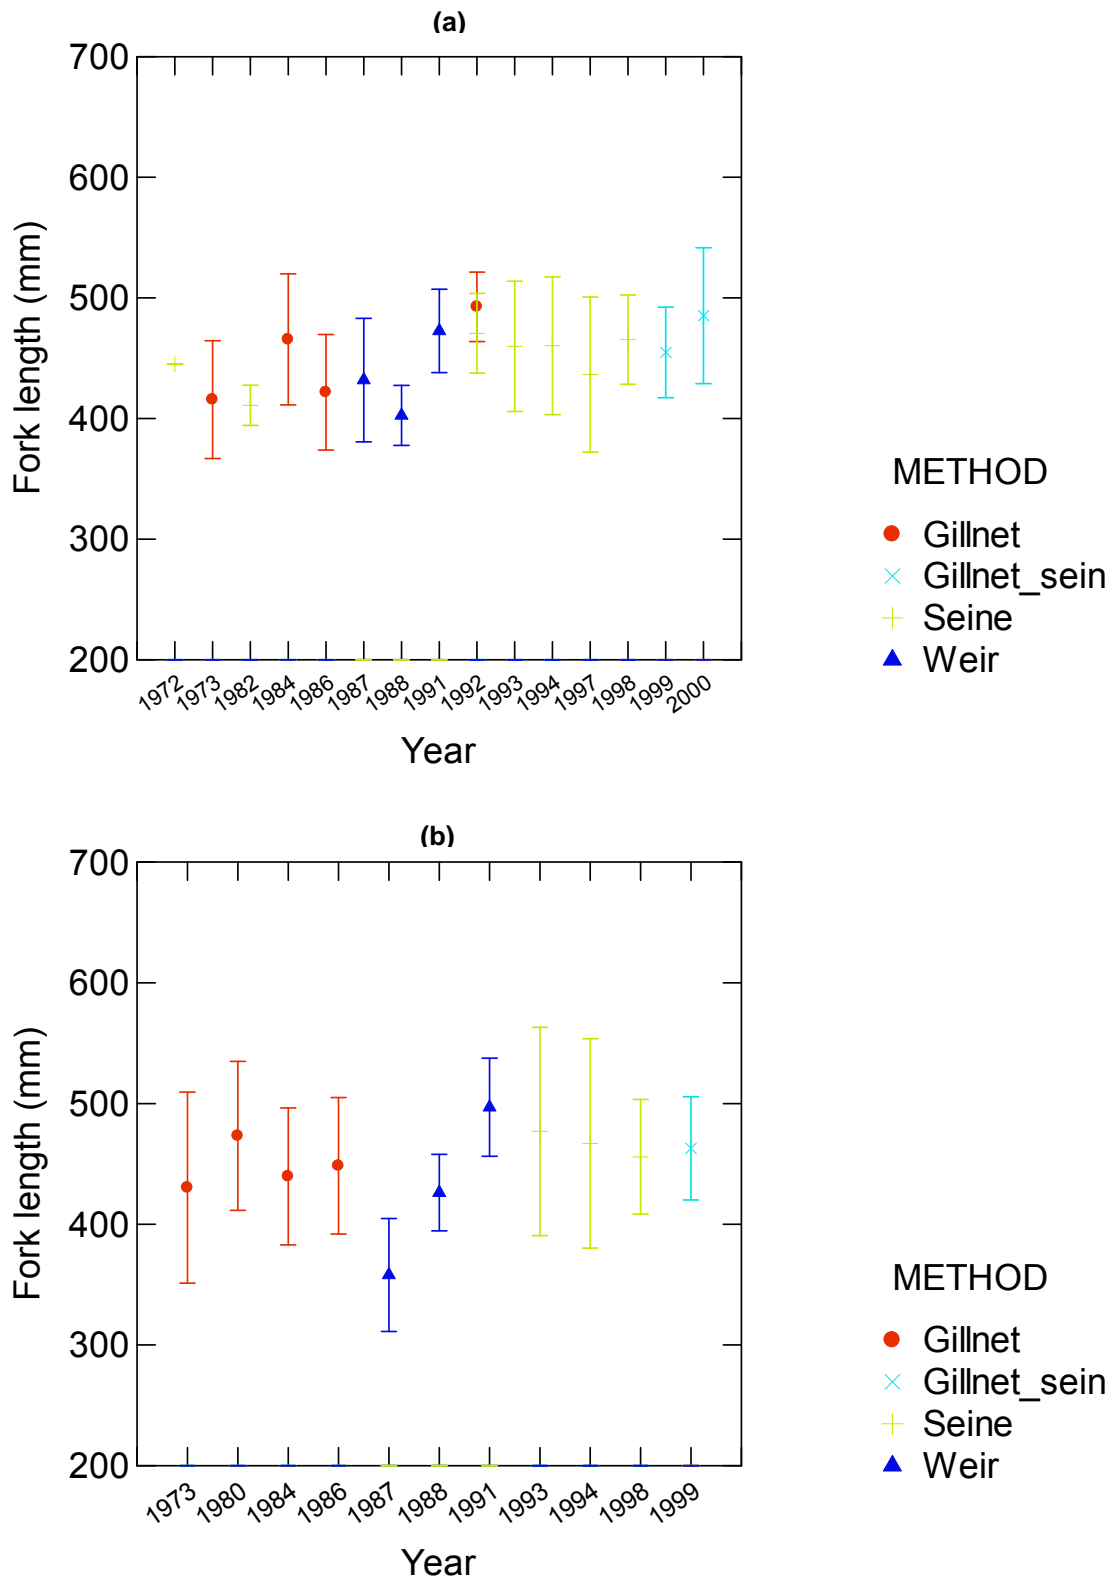 (a)
700
600
500
400
300
200
Fork length (mm)
1972 1973 1982 1984 1986 1987 1988 1991 1992 1993 1994 1997 1998 1999 2000
Year
METHOD
Gillnet
Gillnet_sein
Seine
Weir
(b)
700
600
500
400
300
200
Fork length (mm)
1973 1980 1984 1986 1987 1988 1991 1993 1994 1998 1999
Year
METHOD
Gillnet
Gillnet_sein
Seine
Weir